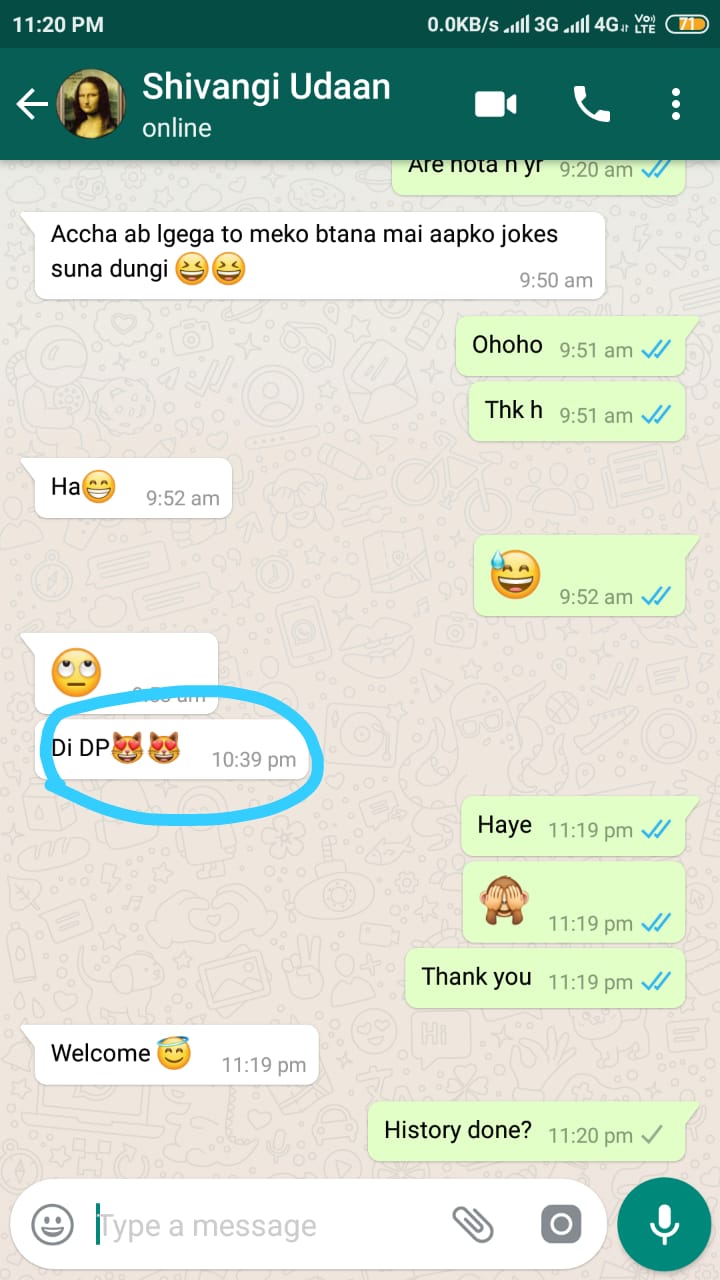 11:20 PM 0.0KB/s 3G 4G Vo) LTE 71
Shivangi Udaan
online
Are hota h yr 9:20 am
Accha ab lgega to meko btana mai aapko jokes
suna dungi 😆😆 9:50 am
Ohoho 9:51 am
Thk h 9:51 am
Ha😁 9:52 am
😅 9:52 am
🙄
Di DP😻😻 10:39 pm
Haye 11:19 pm
🙈 11:19 pm
Thank you 11:19 pm
Welcome 😇 11:19 pm
History done? 11:20 pm
Type a message